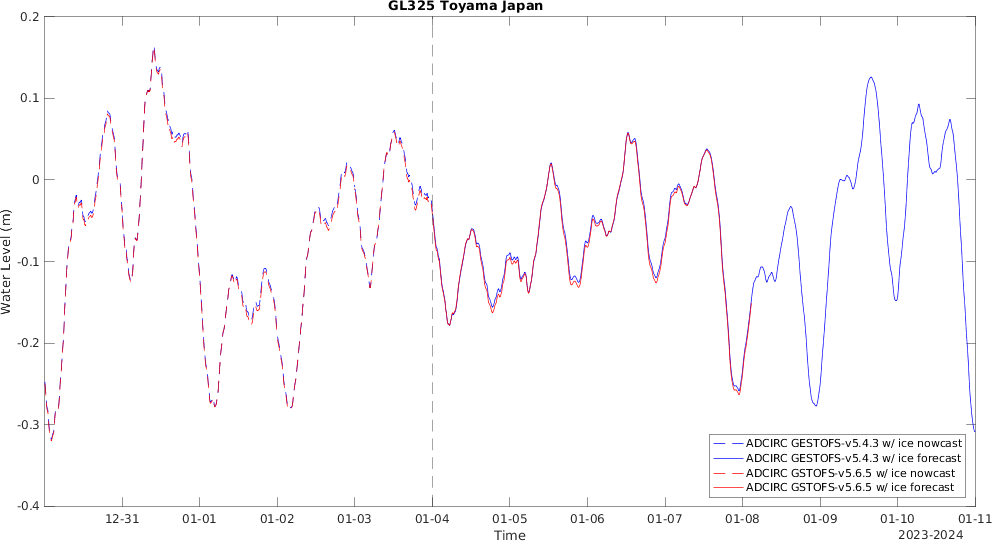 GL325 Toyama Japan
0.2
0.1
0
-0.1
-0.2
-0.3
-0.4
Water Level (m)
ADCIRC GESTOFS-v5.4.3 w/ ice nowcast
ADCIRC GESTOFS-v5.4.3 w/ ice forecast
ADCIRC GSTOFS-v5.6.5 w/ ice nowcast
ADCIRC GSTOFS-v5.6.5 w/ ice forecast
12-31 01-01 01-02 01-03 01-04 01-05 01-06 01-07 01-08 01-09 01-10 01-11
Time
2023-2024